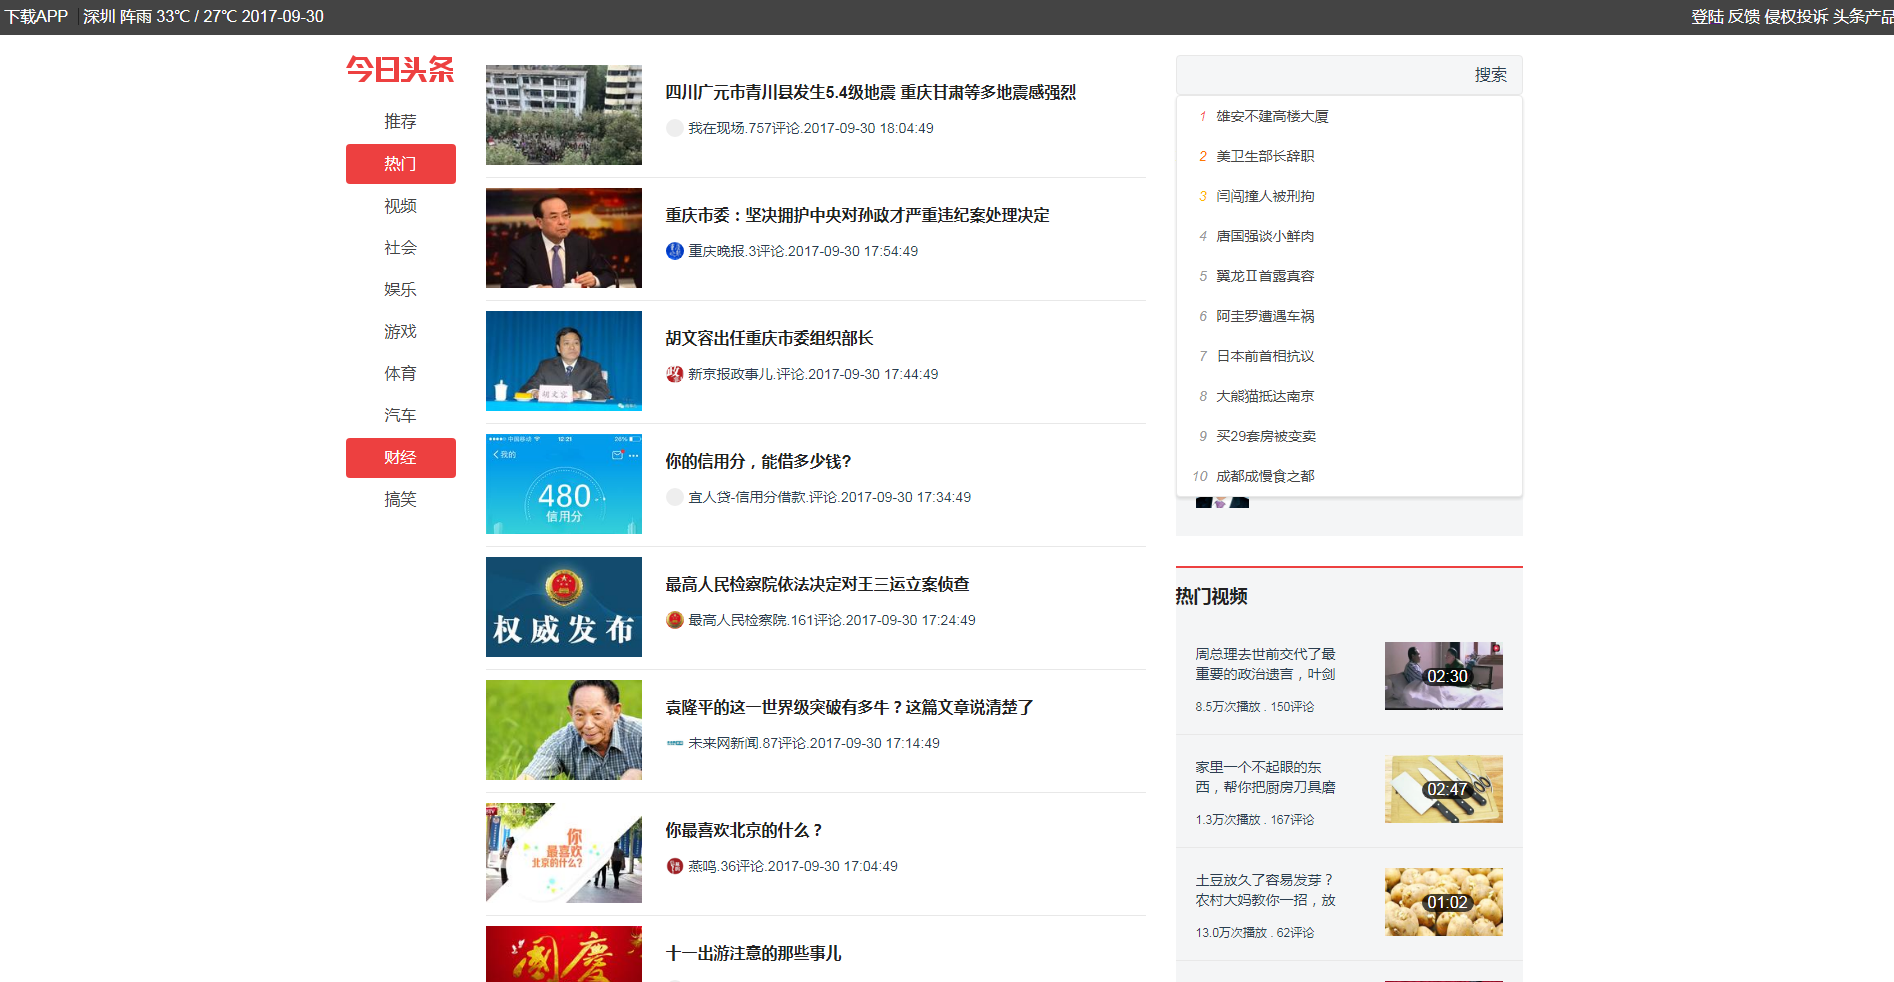 下载APP 深圳 阵雨 33℃ / 27℃ 2017-09-30
登陆 反馈 侵权投诉 头条产品
今日头条
推荐
热门
视频
社会
娱乐
游戏
体育
汽车
财经
搞笑
四川广元市青川县发生5.4级地震 重庆甘肃等多地震感强烈
我在现场.757评论.2017-09-30 18:04:49
重庆市委：坚决拥护中央对孙政才严重违纪案处理决定
重庆晚报.3评论.2017-09-30 17:54:49
胡文容出任重庆市委组织部长
新京报政事儿.评论.2017-09-30 17:44:49
胡文容
中国移动 12:21 26%
我的
480
信用分
你的信用分，能借多少钱?
宜人贷-信用分借款.评论.2017-09-30 17:34:49
权威发布
最高人民检察院依法决定对王三运立案侦查
最高人民检察院.161评论.2017-09-30 17:24:49
袁隆平的这一世界级突破有多牛？这篇文章说清楚了
未来网新闻.87评论.2017-09-30 17:14:49
你
最喜欢
北京的什么?
你最喜欢北京的什么？
燕鸣.36评论.2017-09-30 17:04:49
國慶
十一出游注意的那些事儿
搜索
1 雄安不建高楼大厦
2 美卫生部长辞职
3 闫闯撞人被刑拘
4 唐国强谈小鲜肉
5 翼龙Ⅱ首露真容
6 阿圭罗遭遇车祸
7 日本前首相抗议
8 大熊猫抵达南京
9 买29套房被变卖
10 成都成慢食之都
热门视频
周总理去世前交代了最
重要的政治遗言，叶剑
8.5万次播放 . 150评论
02:30
家里一个不起眼的东
西，帮你把厨房刀具磨
1.3万次播放 . 167评论
02:47
土豆放久了容易发芽？
农村大妈教你一招，放
13.0万次播放 . 62评论
01:02